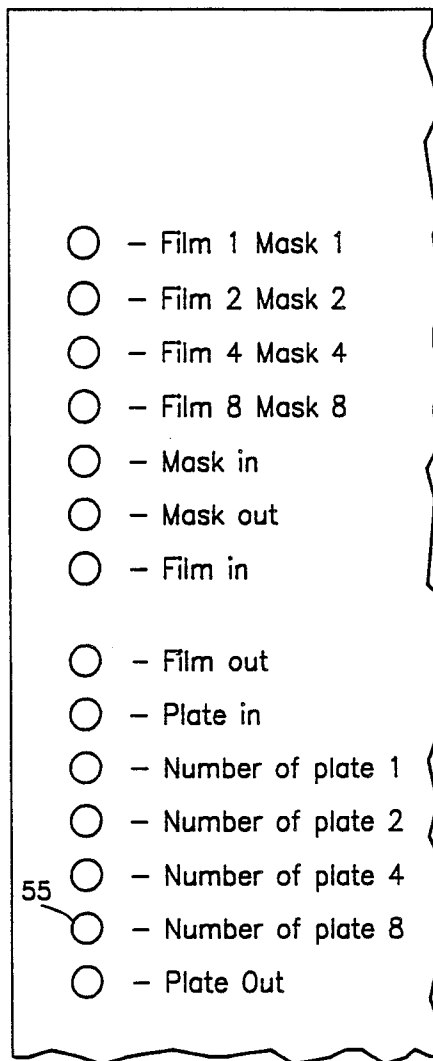 – Film 1 Mask 1
– Film 2 Mask 2
– Film 4 Mask 4
– Film 8 Mask 8
– Mask in
– Mask out
– Film in
– Film out
– Plate in
– Number of plate 1
– Number of plate 2
– Number of plate 4
55
– Number of plate 8
– Plate Out